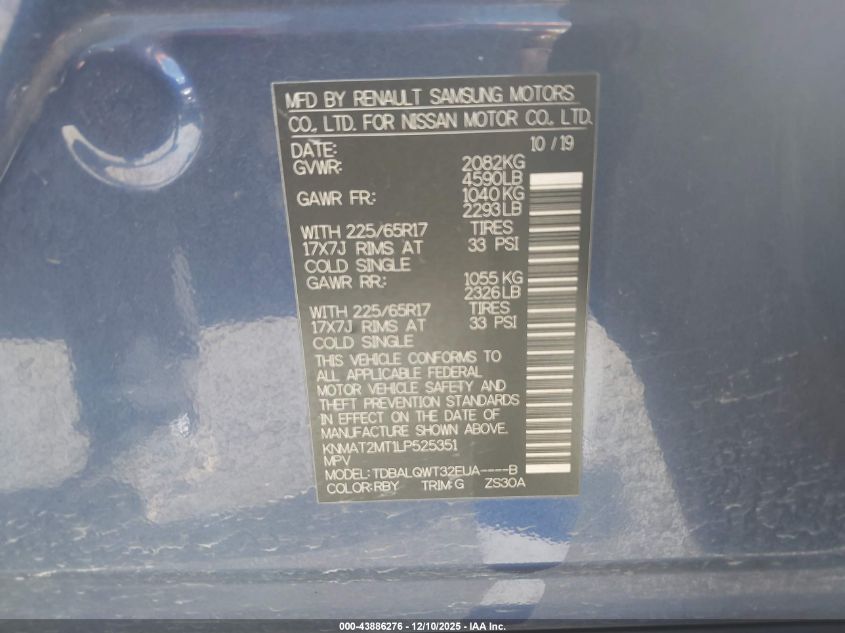 MFD BY RENAULT SAMSUNG MOTORS
CO., LTD. FOR NISSAN MOTOR CO., LTD.
DATE: 10 / 19
GVWR: 2082KG
4590LB
GAWR FR: 1040KG
2293LB
WITH 225/65R17 TIRES
17X7J RIMS AT 33 PSI
COLD SINGLE
GAWR RR: 1055KG
2326LB
WITH 225/65R17 TIRES
17X7J RIMS AT 33 PSI
COLD SINGLE
THIS VEHICLE CONFORMS TO
ALL APPLICABLE FEDERAL
MOTOR VEHICLE SAFETY AND
THEFT PREVENTION STANDARDS
IN EFFECT ON THE DATE OF
MANUFACTURE SHOWN ABOVE.
KNMAT2MT1LP525351
MPV
MODEL:TDBALQWT32EUA----B
COLOR:RBY TRIM:G ZS30A
000-43886276 - 12/10/2025 - IAA Inc.